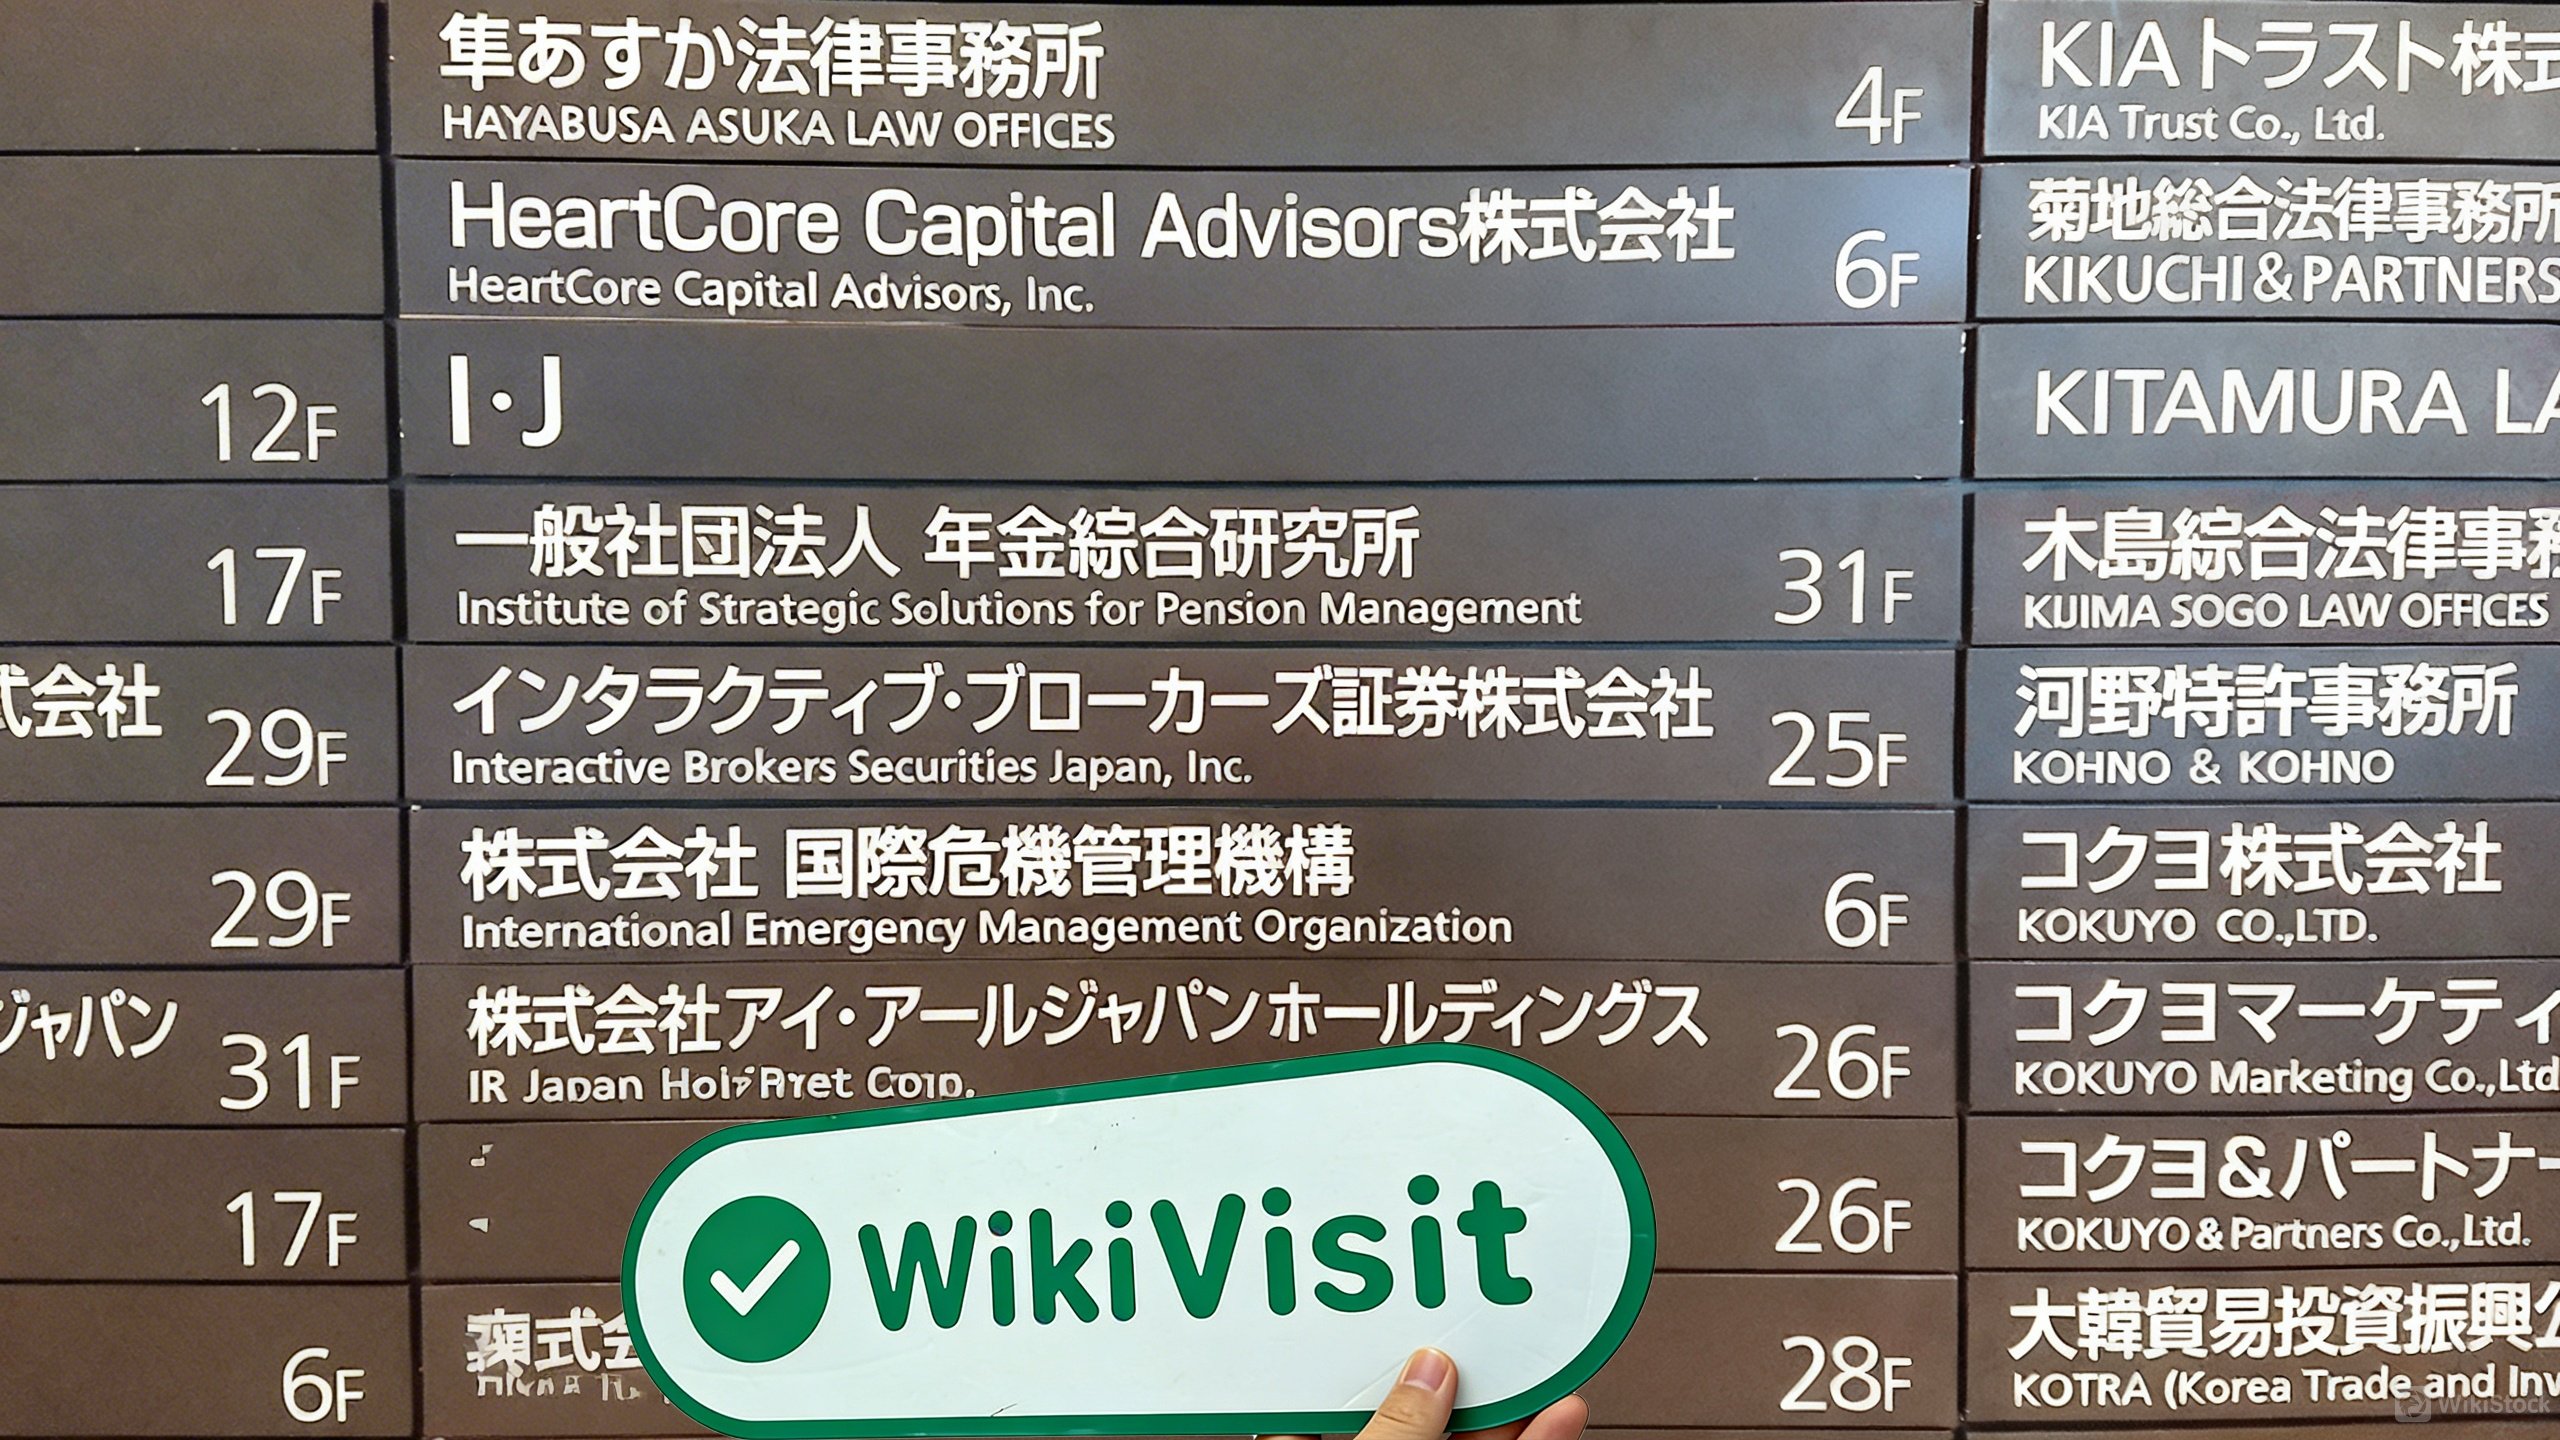 12F
17F
式会社
29F
29F
ジャパン
31F
17F
6F
隼あすか法律事務所
HAYABUSA ASUKA LAW OFFICES
4F
HeartCore Capital Advisors株式会社
HeartCore Capital Advisors, Inc.
6F
I・J
一般社団法人 年金綜合研究所
Institute of Strategic Solutions for Pension Management
31F
インタラクティブ・ブローカーズ証券株式会社
Interactive Brokers Securities Japan, Inc.
25F
株式会社 国際危機管理機構
International Emergency Management Organization
6F
株式会社アイ・アールジャパンホールディングス
IR Japan
26F
26F
28F
KIAトラスト株式
KIA Trust Co., Ltd.
菊地総合法律事務所
KIKUCHI & PARTNERS
KITAMURA LA
木島綜合法律事務
KIJIMA SOGO LAW OFFICES
河野特許事務所
KOHNO & KOHNO
コクヨ株式会社
KOKUYO CO.,LTD.
コクヨマーケティ
KOKUYO Marketing Co.,Ltd
コクヨ&パートナー
KOKUYO & Partners Co.,Ltd.
大韓貿易投資振興公
KOTRA (Korea Trade and Inv
WikiVisit
WikiStock